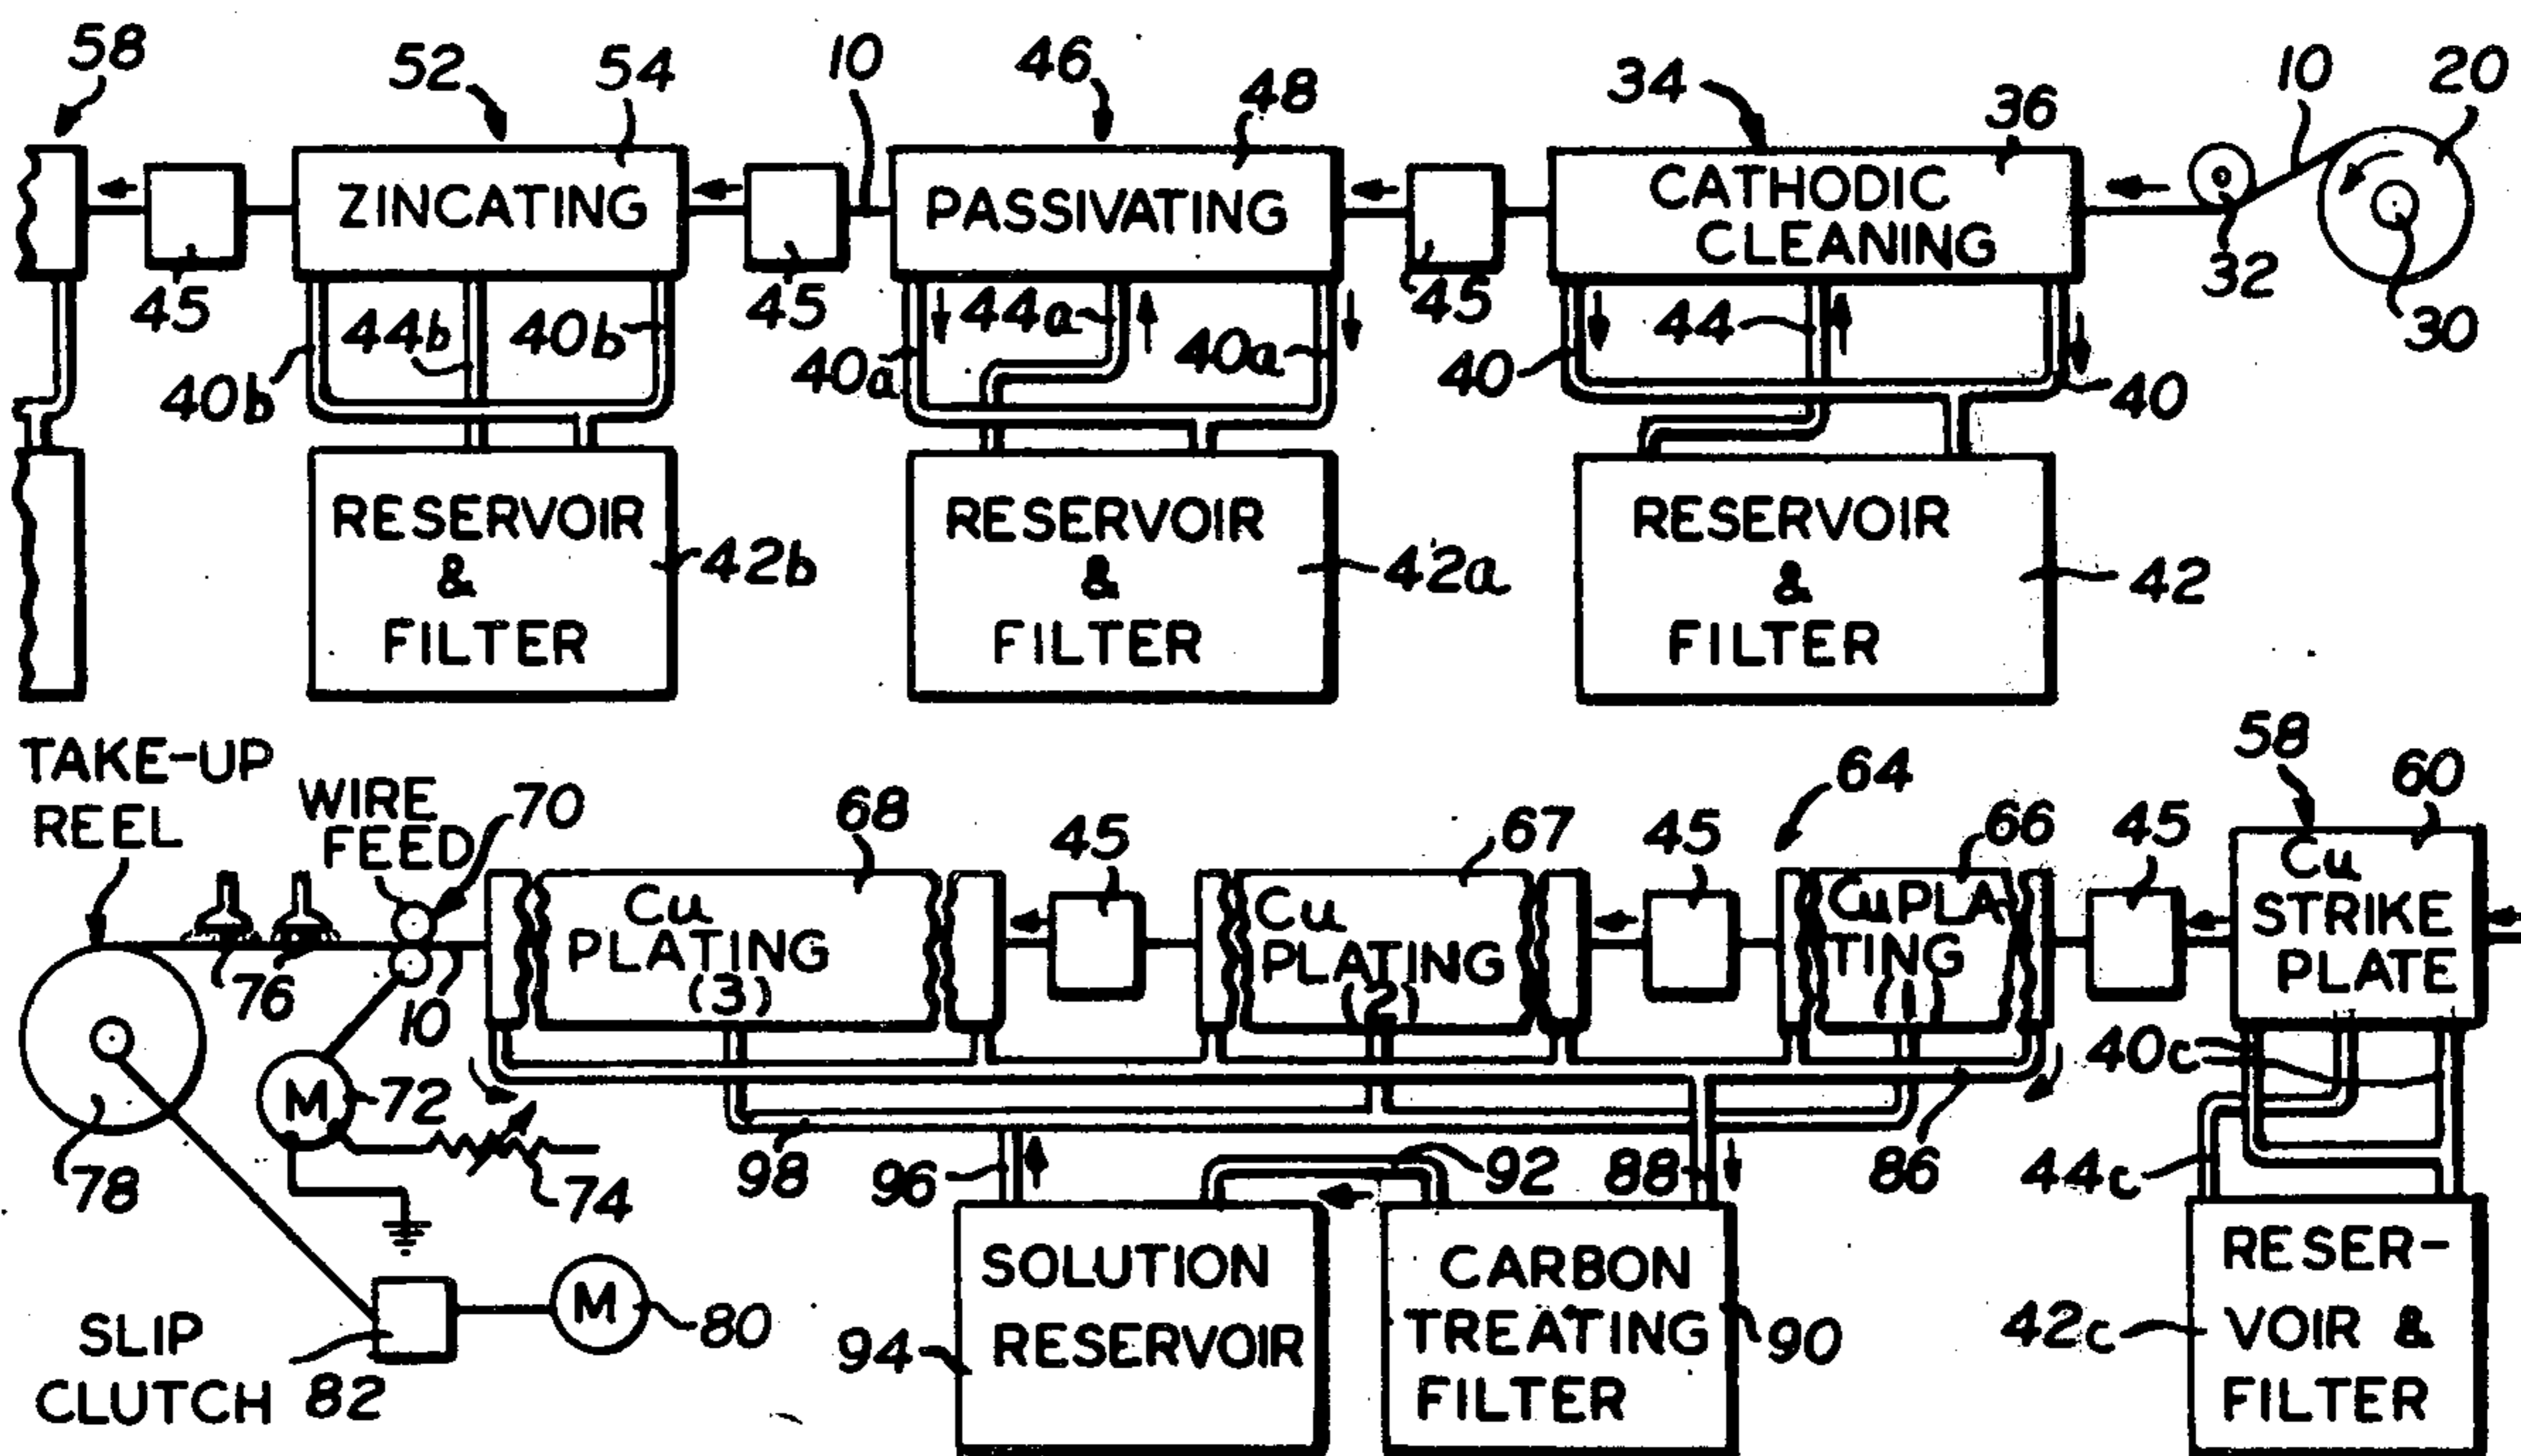 58
52
54
10
46
48
34
36
10
20
ZINCATING
PASSIVATING
CATHODIC
CLEANING
45
45
45
32
30
40b
44b
40b
40a
44a
40a
40
44
40
RESERVOIR
&
FILTER
42b
RESERVOIR
&
FILTER
42a
RESERVOIR
&
FILTER
42
TAKE-UP
REEL
WIRE
FEED
70
68
45
67
45
64
66
45
58
60
Cu
PLATING
(3)
Cu
PLATING
(2)
Cu PLA
TING
(1)
Cu
STRIKE
PLATE
76
10
M
72
74
78
98
96
92
88
86
40c
44c
SLIP
CLUTCH
82
M
80
SOLUTION
RESERVOIR
94
CARBON
TREATING
FILTER
90
RESER-
VOIR &
FILTER
42c